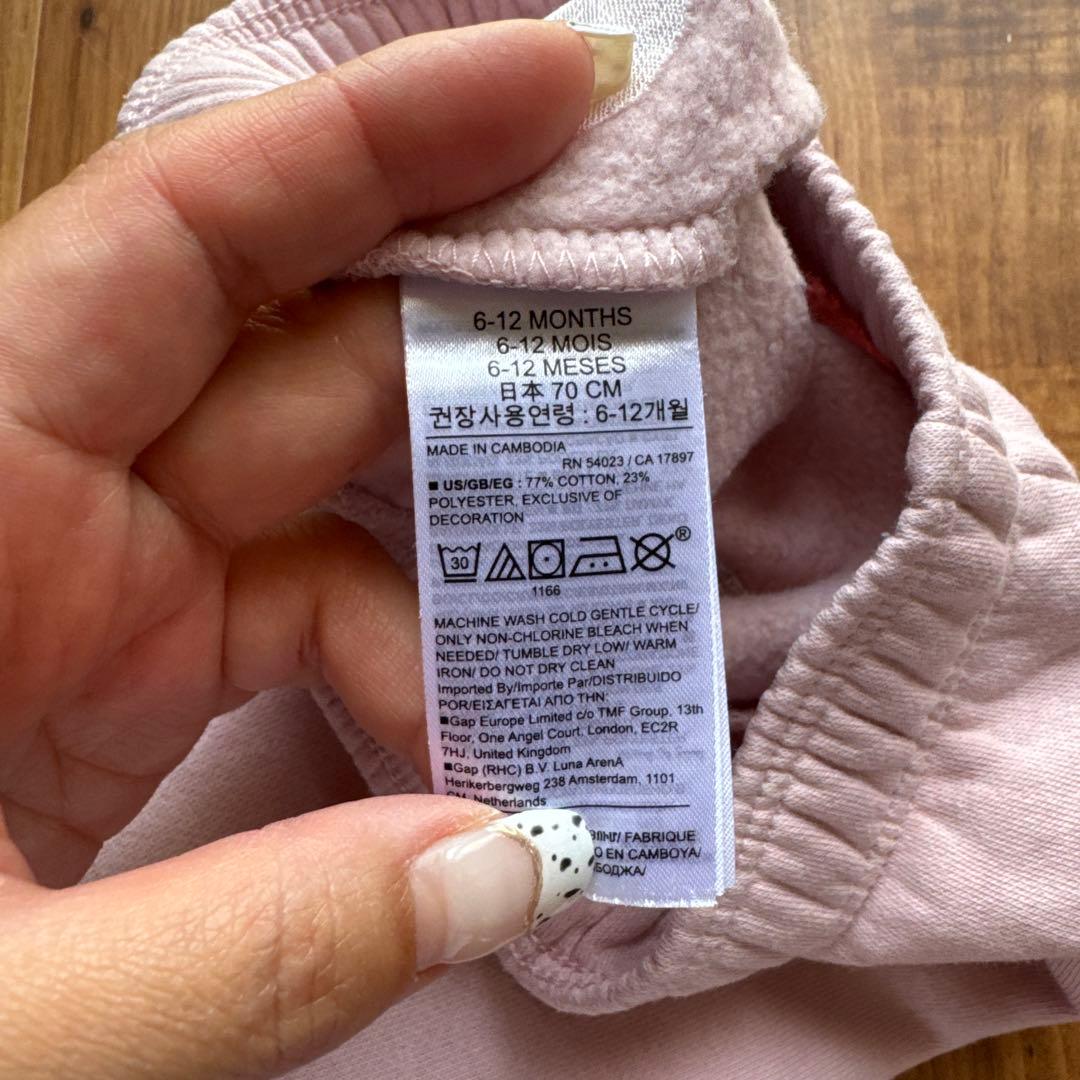 6-12 MONTHS
6-12 MOIS
6-12 MESES
日本 70 CM
권장사용연령 : 6-12개월
MADE IN CAMBODIA
RN 54023 / CA 17897
■ US/GB/EG : 77% COTTON, 23%
POLYESTER, EXCLUSIVE OF
DECORATION
30
®
1166
MACHINE WASH COLD GENTLE CYCLE/
ONLY NON-CHLORINE BLEACH WHEN
NEEDED/ TUMBLE DRY LOW/ WARM
IRON/ DO NOT DRY CLEAN
Imported By/Importe Par/DISTRIBUIDO
POR/ΕΙΣΑΓΕΤΑΙ ΑΠΟ ΤΗΝ:
■Gap Europe Limited c/o TMF Group, 13th
Floor, One Angel Court, London, EC2R
7HJ, United Kingdom
■Gap (RHC) B.V. Luna ArenA
Herikerbergweg 238 Amsterdam, 1101
CM, Netherlands
/ FABRIQUE
EN CAMBOYA/